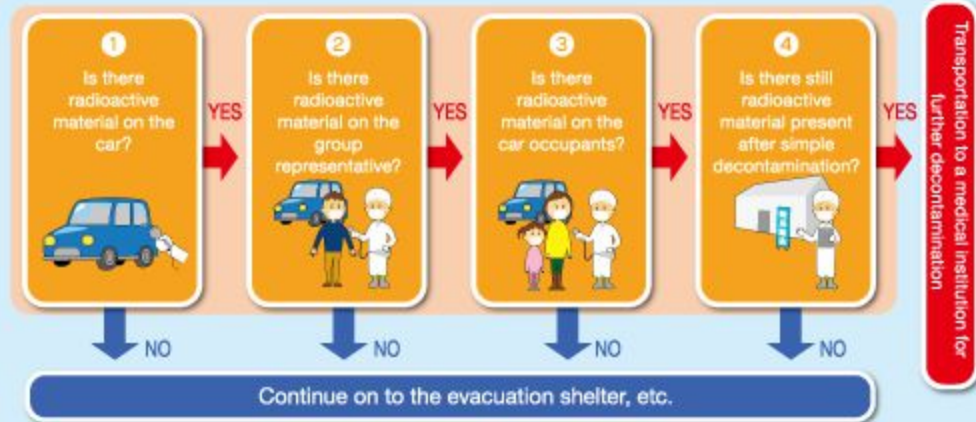 1
Is there
radioactive
material on the
car?
YES
2
Is there
radioactive
material on the
group
representative?
YES
3
Is there
radioactive
material on the
car occupants?
YES
4
Is there still
radioactive
material present
after simple
decontamination?
YES
Transportation to a medical institution for
further decontamination
NO
NO
NO
NO
Continue on to the evacuation shelter, etc.